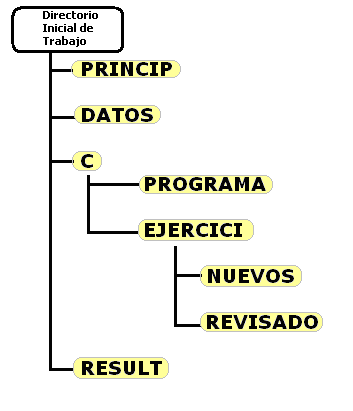 Directorio
Inicial de
Trabajo
PRINCIP
DATOS
C
PROGRAMA
EJERCICI
NUEVOS
REVISADO
RESULT